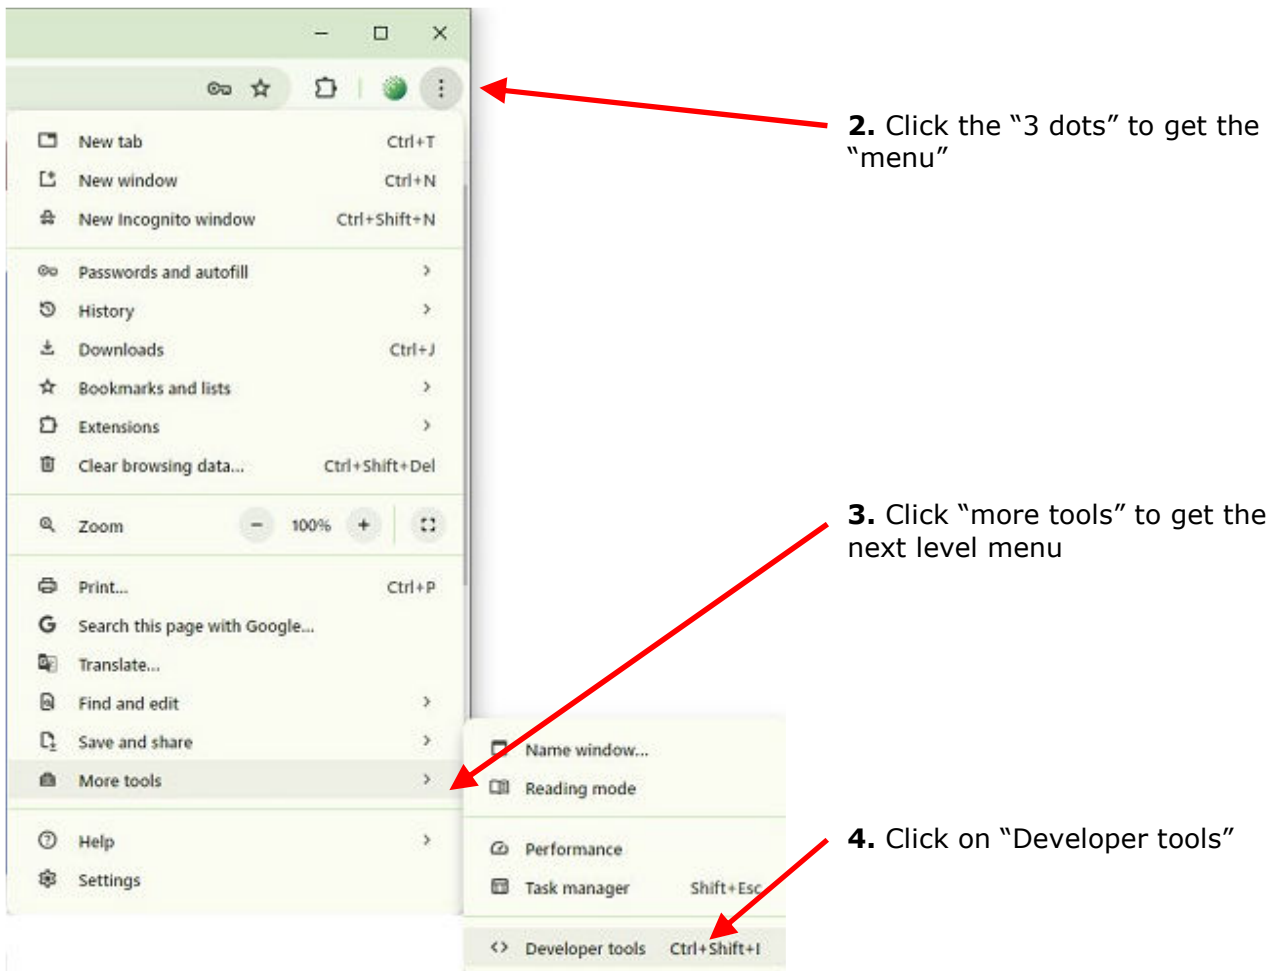 2. Click the “3 dots” to get the
“menu”
New tab Ctrl+T
New window Ctrl+N
New Incognito window Ctrl+Shift+N
Passwords and autofill
History
Downloads Ctrl+J
Bookmarks and lists
Extensions
Clear browsing data... Ctrl+Shift+Del
Zoom − 100% +
3. Click “more tools” to get the
next level menu
Print... Ctrl+P
Search this page with Google...
Translate...
Find and edit
Save and share
More tools
Help
Settings
Name window...
Reading mode
Performance
Task manager Shift+Esc
Developer tools Ctrl+Shift+I
4. Click on “Developer tools”